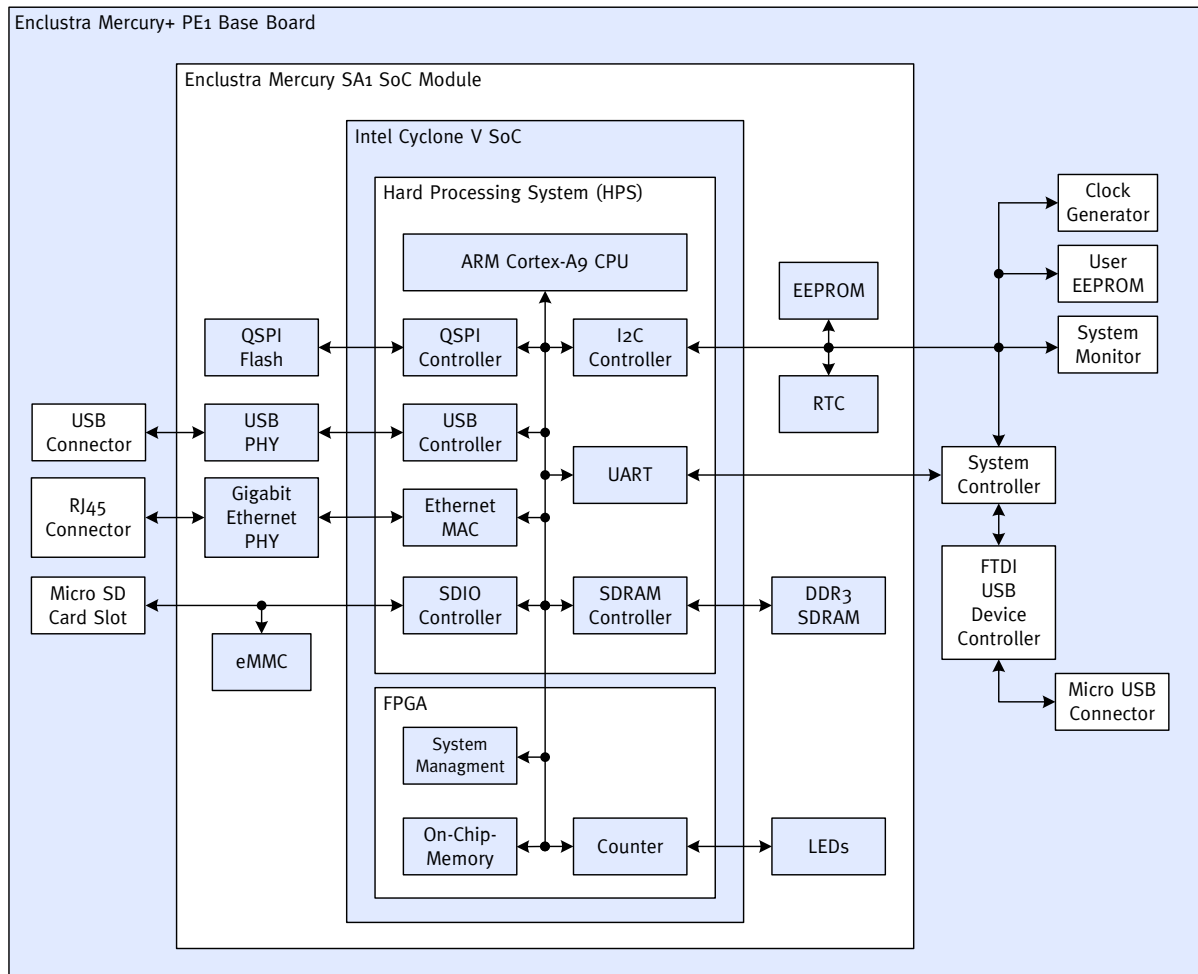 Enclustra Mercury+ PE1 Base Board
Enclustra Mercury SA1 SoC Module
Intel Cyclone V SoC
Hard Processing System (HPS)
ARM Cortex-A9 CPU
Clock
Generator
User
EEPROM
EEPROM
QSPI
Flash
QSPI
Controller
I2C
Controller
System
Monitor
RTC
USB
Connector
USB
PHY
USB
Controller
UART
System
Controller
RJ45
Connector
Gigabit
Ethernet
PHY
Ethernet
MAC
FTDI
USB
Device
Controller
Micro SD
Card Slot
SDIO
Controller
SDRAM
Controller
DDR3
SDRAM
eMMC
Micro USB
Connector
FPGA
System
Managment
On-Chip-
Memory
Counter
LEDs